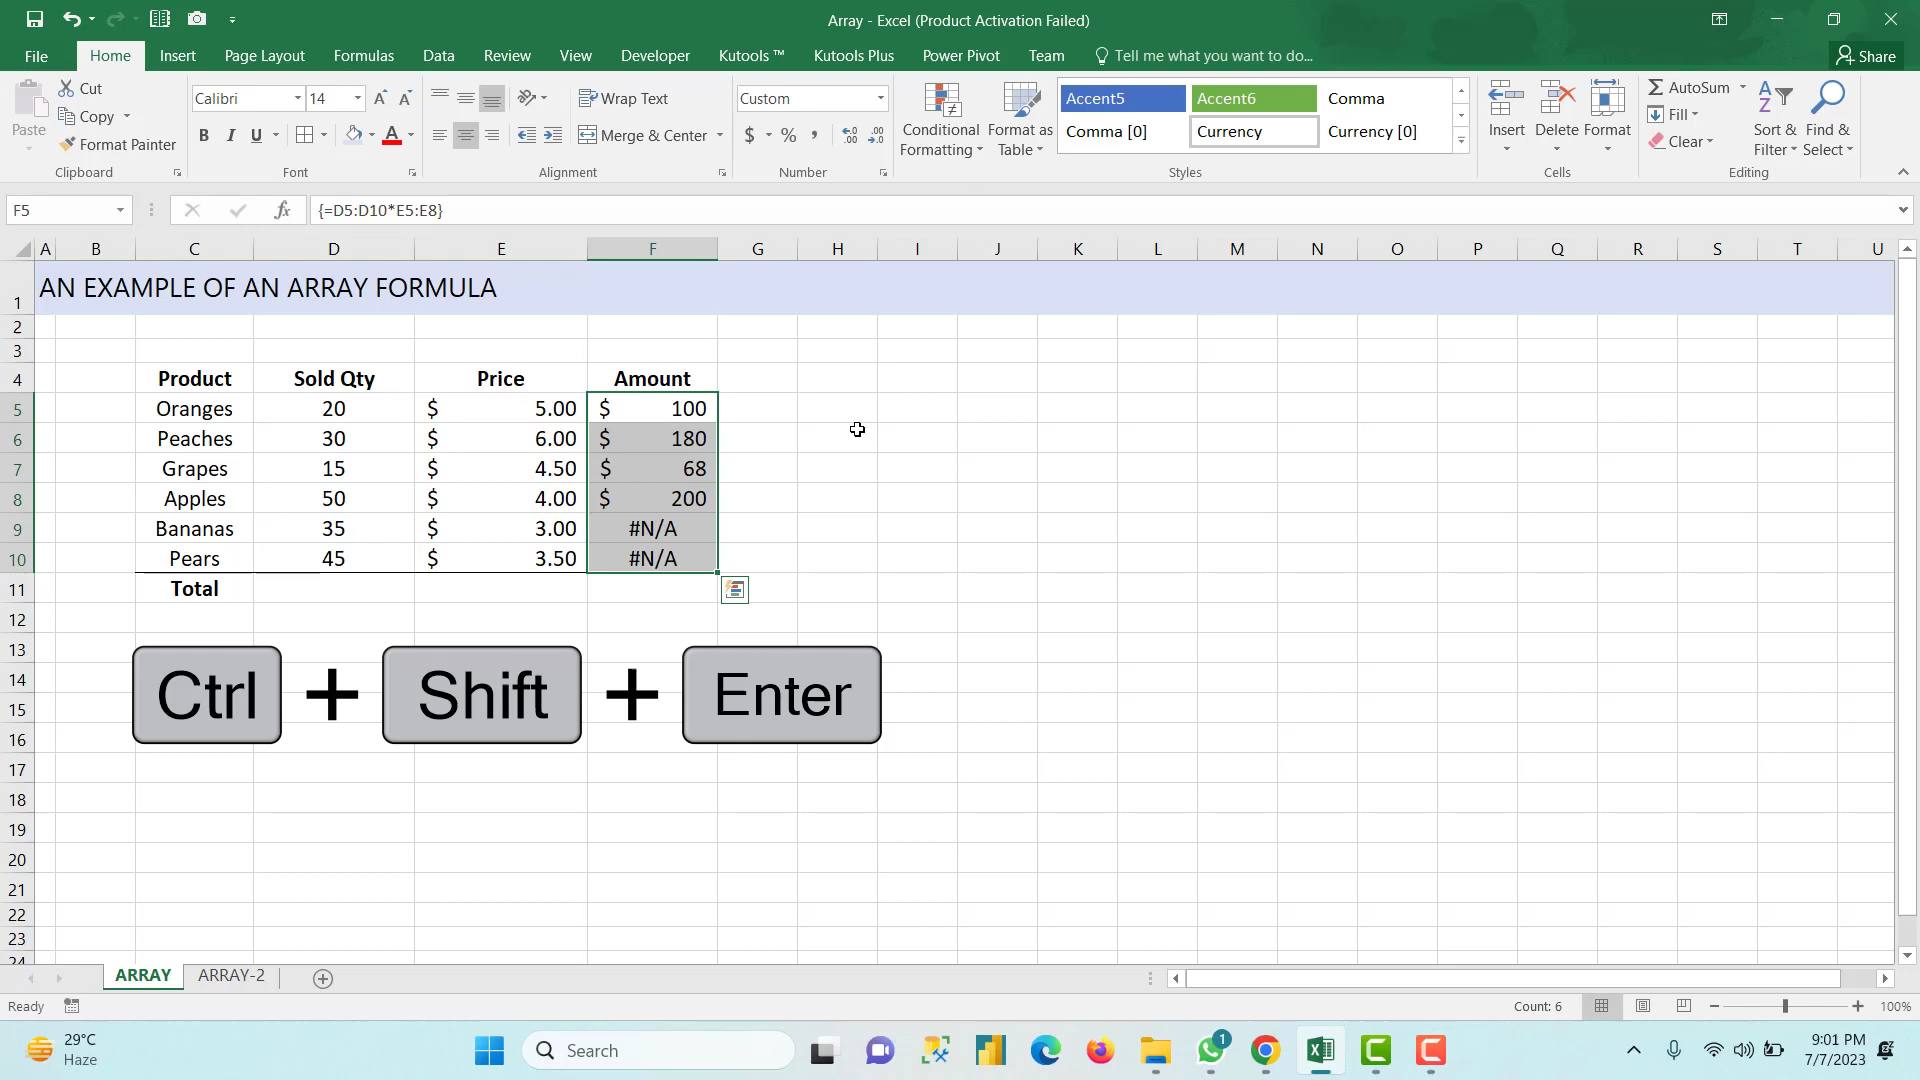 Array - Excel (Product Activation Failed)
File Home Insert Page Layout Formulas Data Review View Developer Kutools ™ Kutools Plus Power Pivot Team Tell me what you want to do... Share
Paste
Cut
Copy
Format Painter
Clipboard
Calibri 14
B I U
Font
Wrap Text
Merge & Center
Alignment
Custom
$ % ,
Number
Conditional Formatting
Format as Table
Accent5 Accent6 Comma
Comma [0] Currency Currency [0]
Styles
Insert Delete Format
Cells
AutoSum
Fill
Clear
Sort & Filter
Find & Select
Editing
F5 fx {=D5:D10*E5:E8}
A B C D E F G H I J K L M N O P Q R S T U
1 AN EXAMPLE OF AN ARRAY FORMULA
2
3
4 Product Sold Qty Price Amount
5 Oranges 20 $ 5.00 $ 100
6 Peaches 30 $ 6.00 $ 180
7 Grapes 15 $ 4.50 $ 68
8 Apples 50 $ 4.00 $ 200
9 Bananas 35 $ 3.00 #N/A
10 Pears 45 $ 3.50 #N/A
11 Total
12
13
14 Ctrl + Shift + Enter
15
16
17
18
19
20
21
22
23
24
ARRAY ARRAY-2
Ready Count: 6 100%
29°C
Haze
Search
1
9:01 PM
7/7/2023